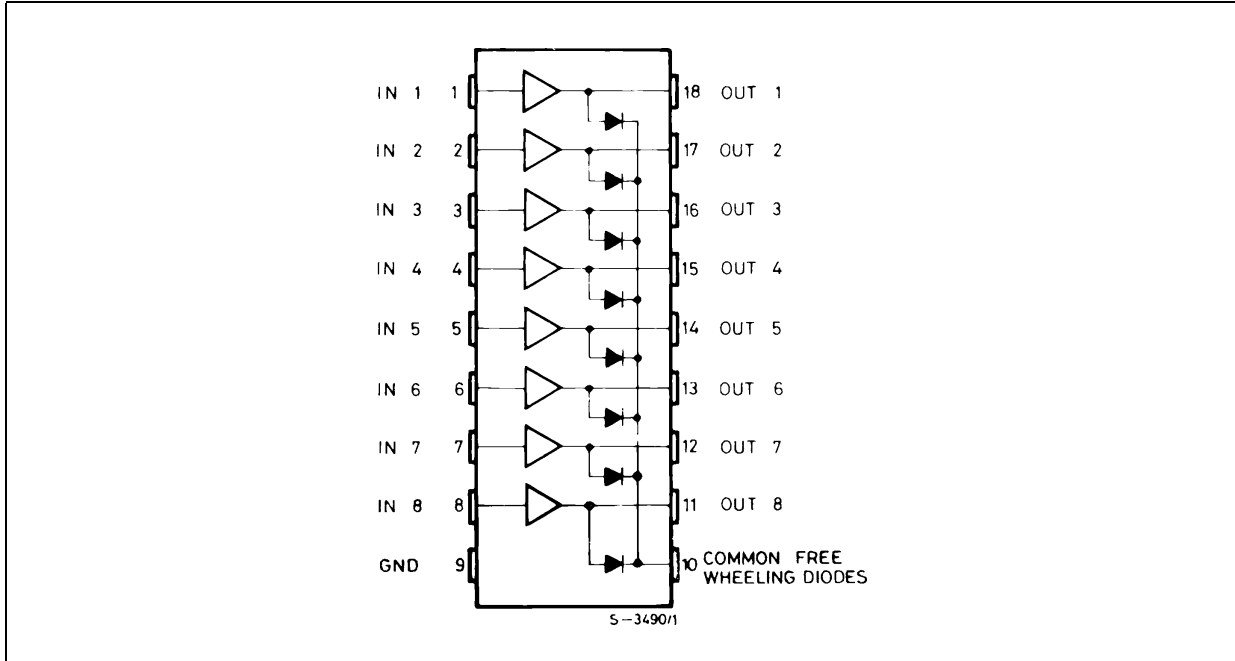 IN 1 1 18 OUT 1
IN 2 2 17 OUT 2
IN 3 3 16 OUT 3
IN 4 4 15 OUT 4
IN 5 5 14 OUT 5
IN 6 6 13 OUT 6
IN 7 7 12 OUT 7
IN 8 8 11 OUT 8
GND 9 10 COMMON FREE
WHEELING DIODES
S-3490/1